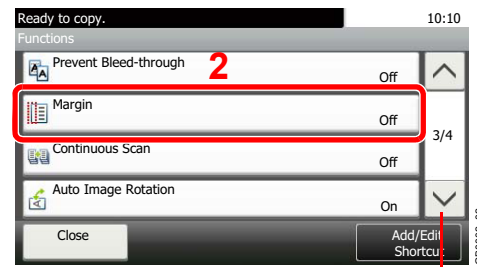 Ready to copy. 10:10
Functions
Prevent Bleed-through 2 Off
Margin Off
3/4
Continuous Scan Off
Auto Image Rotation On
Close Add/Edit
Shortcut